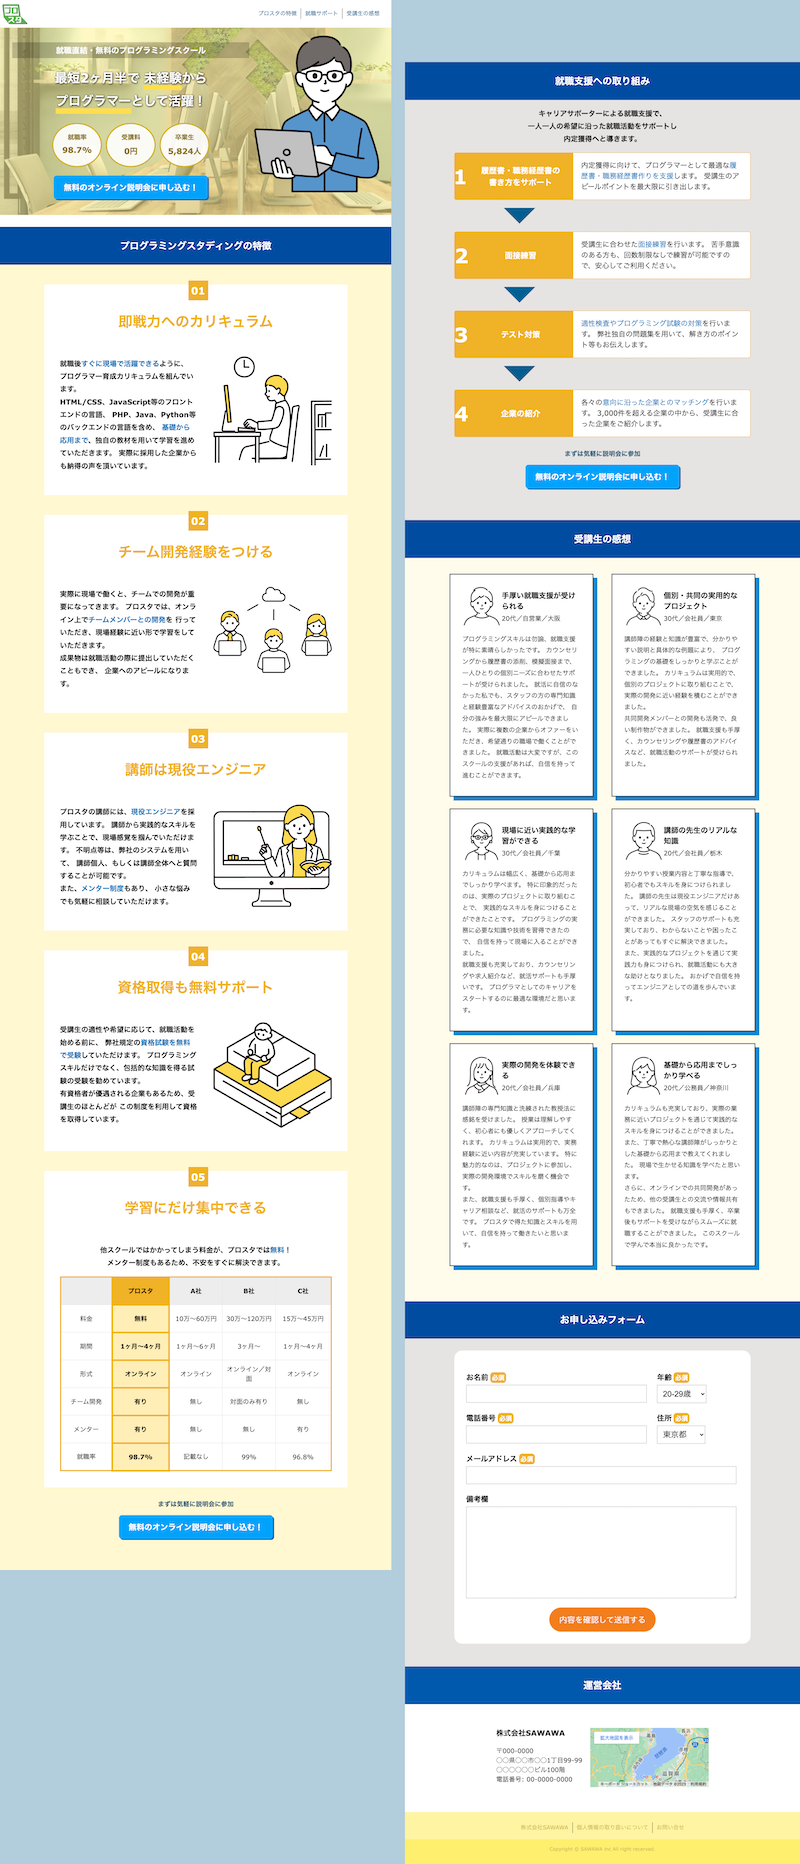 プロ
スタ
プロスタの特徴
就職サポート
受講生の感想
就職直結・無料のプログラミングスクール
最短2ヶ月半で 未経験から
プログラマーとして活躍！
就職率
98.7%
受講料
0円
卒業生
5,824人
無料のオンライン説明会に申し込む！
プログラミングスタディングの特徴
01
即戦力へのカリキュラム
就職後すぐに現場で活躍できるように、
プログラマー育成カリキュラムを組んでい
ます。
HTML/CSS、JavaScript等のフロント
エンドの言語、 PHP、Java、Python等
のバックエンドの言語を含め、 基礎から
応用まで、独自の教材を用いて学習を進め
ていただきます。 実際に採用した企業から
も納得の声を頂いています。
02
チーム開発経験をつける
実際に現場で働くと、チームでの開発が重
要になってきます。 プロスタでは、オンラ
イン上でチームメンバーとの開発を 行って
いただき、現場経験に近い形で学習をして
いただきます。
成果物は就職活動の際に提出していただく
こともでき、 企業へのアピールになりま
す。
03
講師は現役エンジニア
プロスタの講師には、現役エンジニアを採
用しています。 講師から実践的なスキルを
学ぶことで、現場感覚を掴んでいただけま
す。 不明点等は、弊社のシステムを用い
て、 講師個人、もしくは講師全体へと質問
することが可能です。
また、メンター制度もあり、 小さな悩み
でも気軽に相談していただけます。
04
資格取得も無料サポート
受講生の適性や希望に応じて、就職活動を
始める前に、 弊社規定の資格試験を無料
で受験していただけます。 プログラミング
スキルだけでなく、包括的な知識を得る試
験の受験を勧めています。
有資格者が優遇される企業もあるため、受
講生のほとんどが この制度を利用して資格
を取得しています。
05
学習にだけ集中できる
他スクールではかかってしまう料金が、プロスタでは無料！
メンター制度もあるため、不安をすぐに解決できます。
プロスタ A社 B社 C社
料金 無料 10万〜60万円 30万〜120万円 15万〜45万円
期間 1ヶ月〜4ヶ月 1ヶ月〜6ヶ月 3ヶ月〜 1ヶ月〜4ヶ月
形式 オンライン オンライン オンライン／対面 オンライン
チーム開発 有り 無し 対面のみ有り 無し
メンター 有り 無し 無し 有り
就職率 98.7% 記載なし 99% 96.8%
まずは気軽に説明会に参加
無料のオンライン説明会に申し込む！
就職支援への取り組み
キャリアサポーターによる就職支援で、
一人一人の希望に沿った就職活動をサポートし
内定獲得へと導きます。
1
履歴書・職務経歴書の
書き方をサポート
内定獲得に向けて、プログラマーとして最適な履
歴書・職務経歴書作りを支援します。 受講生のア
ピールポイントを最大限に引き出します。
2
面接練習
受講生に合わせた面接練習を行います。 苦手意識
のある方も、回数制限なしで練習が可能ですの
で、安心してご利用ください。
3
テスト対策
適性検査やプログラミング試験の対策を行いま
す。 弊社独自の問題集を用いて、解き方のポイン
ト等もお伝えします。
4
企業の紹介
各々の意向に沿った企業とのマッチングを行いま
す。 3,000件を超える企業の中から、受講生に合
った企業をご紹介します。
まずは気軽に説明会に参加
無料のオンライン説明会に申し込む！
受講生の感想
手厚い就職支援が受け
られる
20代／自営業／大阪
プログラミングスキルは勿論、就職支援
が特に素晴らしかったです。 カウンセリ
ングから履歴書の添削、模擬面接まで、
一人ひとりの個別ニーズに合わせたサポ
ートが受けられました。 就活に自信のな
かった私でも、スタッフの方の専門知識
と経験豊富なアドバイスのおかげで、 自
分の強みを最大限にアピールできまし
た。 実際に複数の企業からオファーをい
ただき、希望通りの職場で働くことがで
きました。 就職活動は大変ですが、この
スクールの支援があれば、自信を持って
進むことができます。
個別・共同の実用的な
プロジェクト
30代／会社員／東京
講師陣の経験と知識が豊富で、分かりや
すい説明と具体的な例題により、 プログ
ラミングの基礎をしっかりと学ぶことが
できました。 カリキュラムは実用的で、
個別のプロジェクトに取り組むことで、
実際の開発に近い経験を積むことができ
ました。
共同開発メンバーとの開発も活発で、良
い制作物ができました。 就職支援も手厚
く、カウンセリングや履歴書のアドバイ
スなど、就職活動のサポートが受けられ
ました。
現場に近い実践的な学
習ができる
30代／会社員／千葉
カリキュラムは幅広く、基礎から応用ま
でしっかり学べます。 特に印象的だった
のは、実際のプロジェクトに取り組むこ
とで、 実践的なスキルを身につけること
ができたことです。 プログラミングの実
務に必要な知識や技術を習得できたの
で、 自信を持って現場に入ることができ
ました。
就職支援も充実しており、カウンセリン
グや求人紹介など、就活サポートも手厚
いです。 プログラマとしてのキャリアを
スタートするのに最適な環境だと思いま
す。
講師の先生のリアルな
知識
20代／会社員／栃木
分かりやすい授業内容と丁寧な指導で、
初心者でもスキルを身につけられまし
た。 講師の先生は現役エンジニアだけあ
って、リアルな現場の空気を感じること
ができました。 スタッフのサポートも充
実しており、わからないことや困ったこ
とがあってもすぐに解決できました。
また、実践的なプロジェクトを通じて実
践力も身につけられ、就職活動にも大き
な助けとなりました。 おかげで自信を持
ってエンジニアとしての道を歩んでいま
す。
実際の開発を体験でき
る
20代／会社員／兵庫
講師陣の専門知識と洗練された教授法に
感銘を受けました。 授業は理解しやす
く、初心者にも優しくアプローチしてく
れます。 カリキュラムは実用的で、実務
経験に近い内容が充実しています。 特に
魅力的なのは、プロジェクトに参加し、
実際の開発環境でスキルを磨く機会で
す。
また、就職支援も手厚く、個別指導やキ
ャリア相談など、就活のサポートも万全
です。 プロスタで得た知識とスキルを用
いて、自信を持って働きたいと思いま
す。
基礎から応用までしっ
かり学べる
20代／公務員／神奈川
カリキュラムも充実しており、実際の業
務に近いプロジェクトを通じて実践的な
スキルを身につけることができました。
また、丁寧で熱心な講師陣がしっかりと
した基礎から応用まで教えてくれまし
た。 現場で生かせる知識を学べたと思い
ます。
さらに、オンラインでの共同開発があっ
たため、他の受講生との交流や情報共有
もできました。 就職支援も手厚く、卒業
後もサポートを受けながらスムーズに就
職することができました。 このスクール
で学んで本当に良かったです。
お申し込みフォーム
お名前 必須
年齢 必須
20-29歳
電話番号 必須
住所 必須
東京都
メールアドレス 必須
備考欄
内容を確認して送信する
運営会社
株式会社SAWAWA
〒000-0000
〇〇県〇〇市〇〇1丁目99-99
〇〇〇〇〇〇ビル100階
電話番号: 00-0000-0000
拡大地図を表示
滋賀県
キーボード ショートカット
利用規約
株式会社SAWAWA
個人情報の取り扱いについて
お問い合せ
Copyright © SAWAWA inc All right reserved.